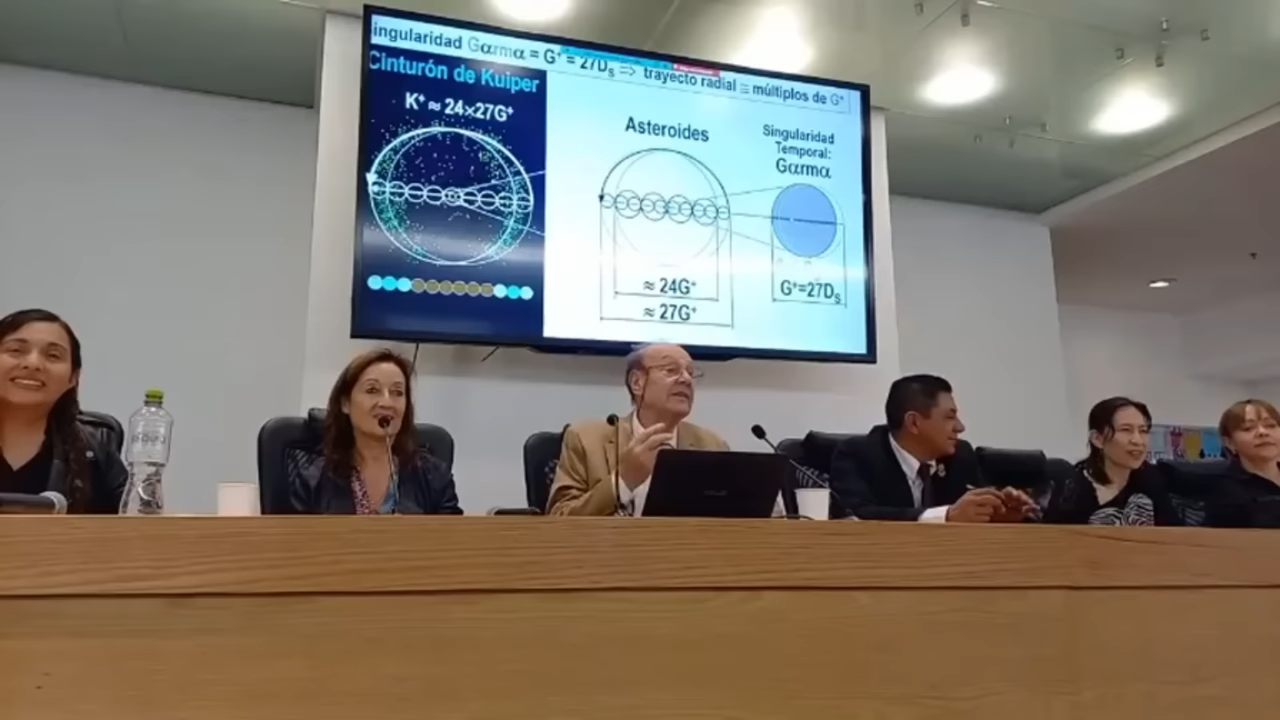 ingularidad Gαrmα = G⁺ = 27Dₛ => trayecto radial ≅ múltiplos de G⁺
Cinturón de Kuiper
K⁺ ≈ 24×27G⁺
Asteroides
≈ 24G⁺
≈ 27G⁺
Singularidad
Temporal:
Gαrmα
G⁺=27Dₛ